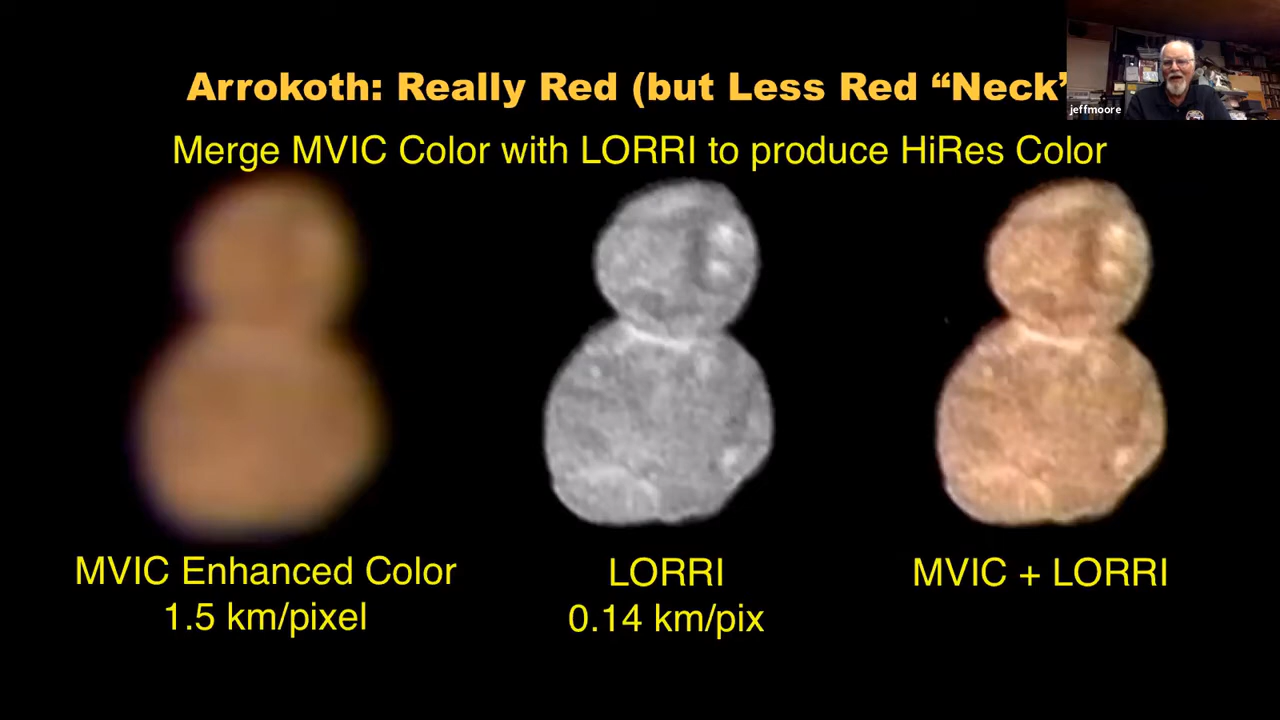 Arrokoth: Really Red (but Less Red “Neck”
jeffmoore
Merge MVIC Color with LORRI to produce HiRes Color
MVIC Enhanced Color
1.5 km/pixel
LORRI
0.14 km/pix
MVIC + LORRI